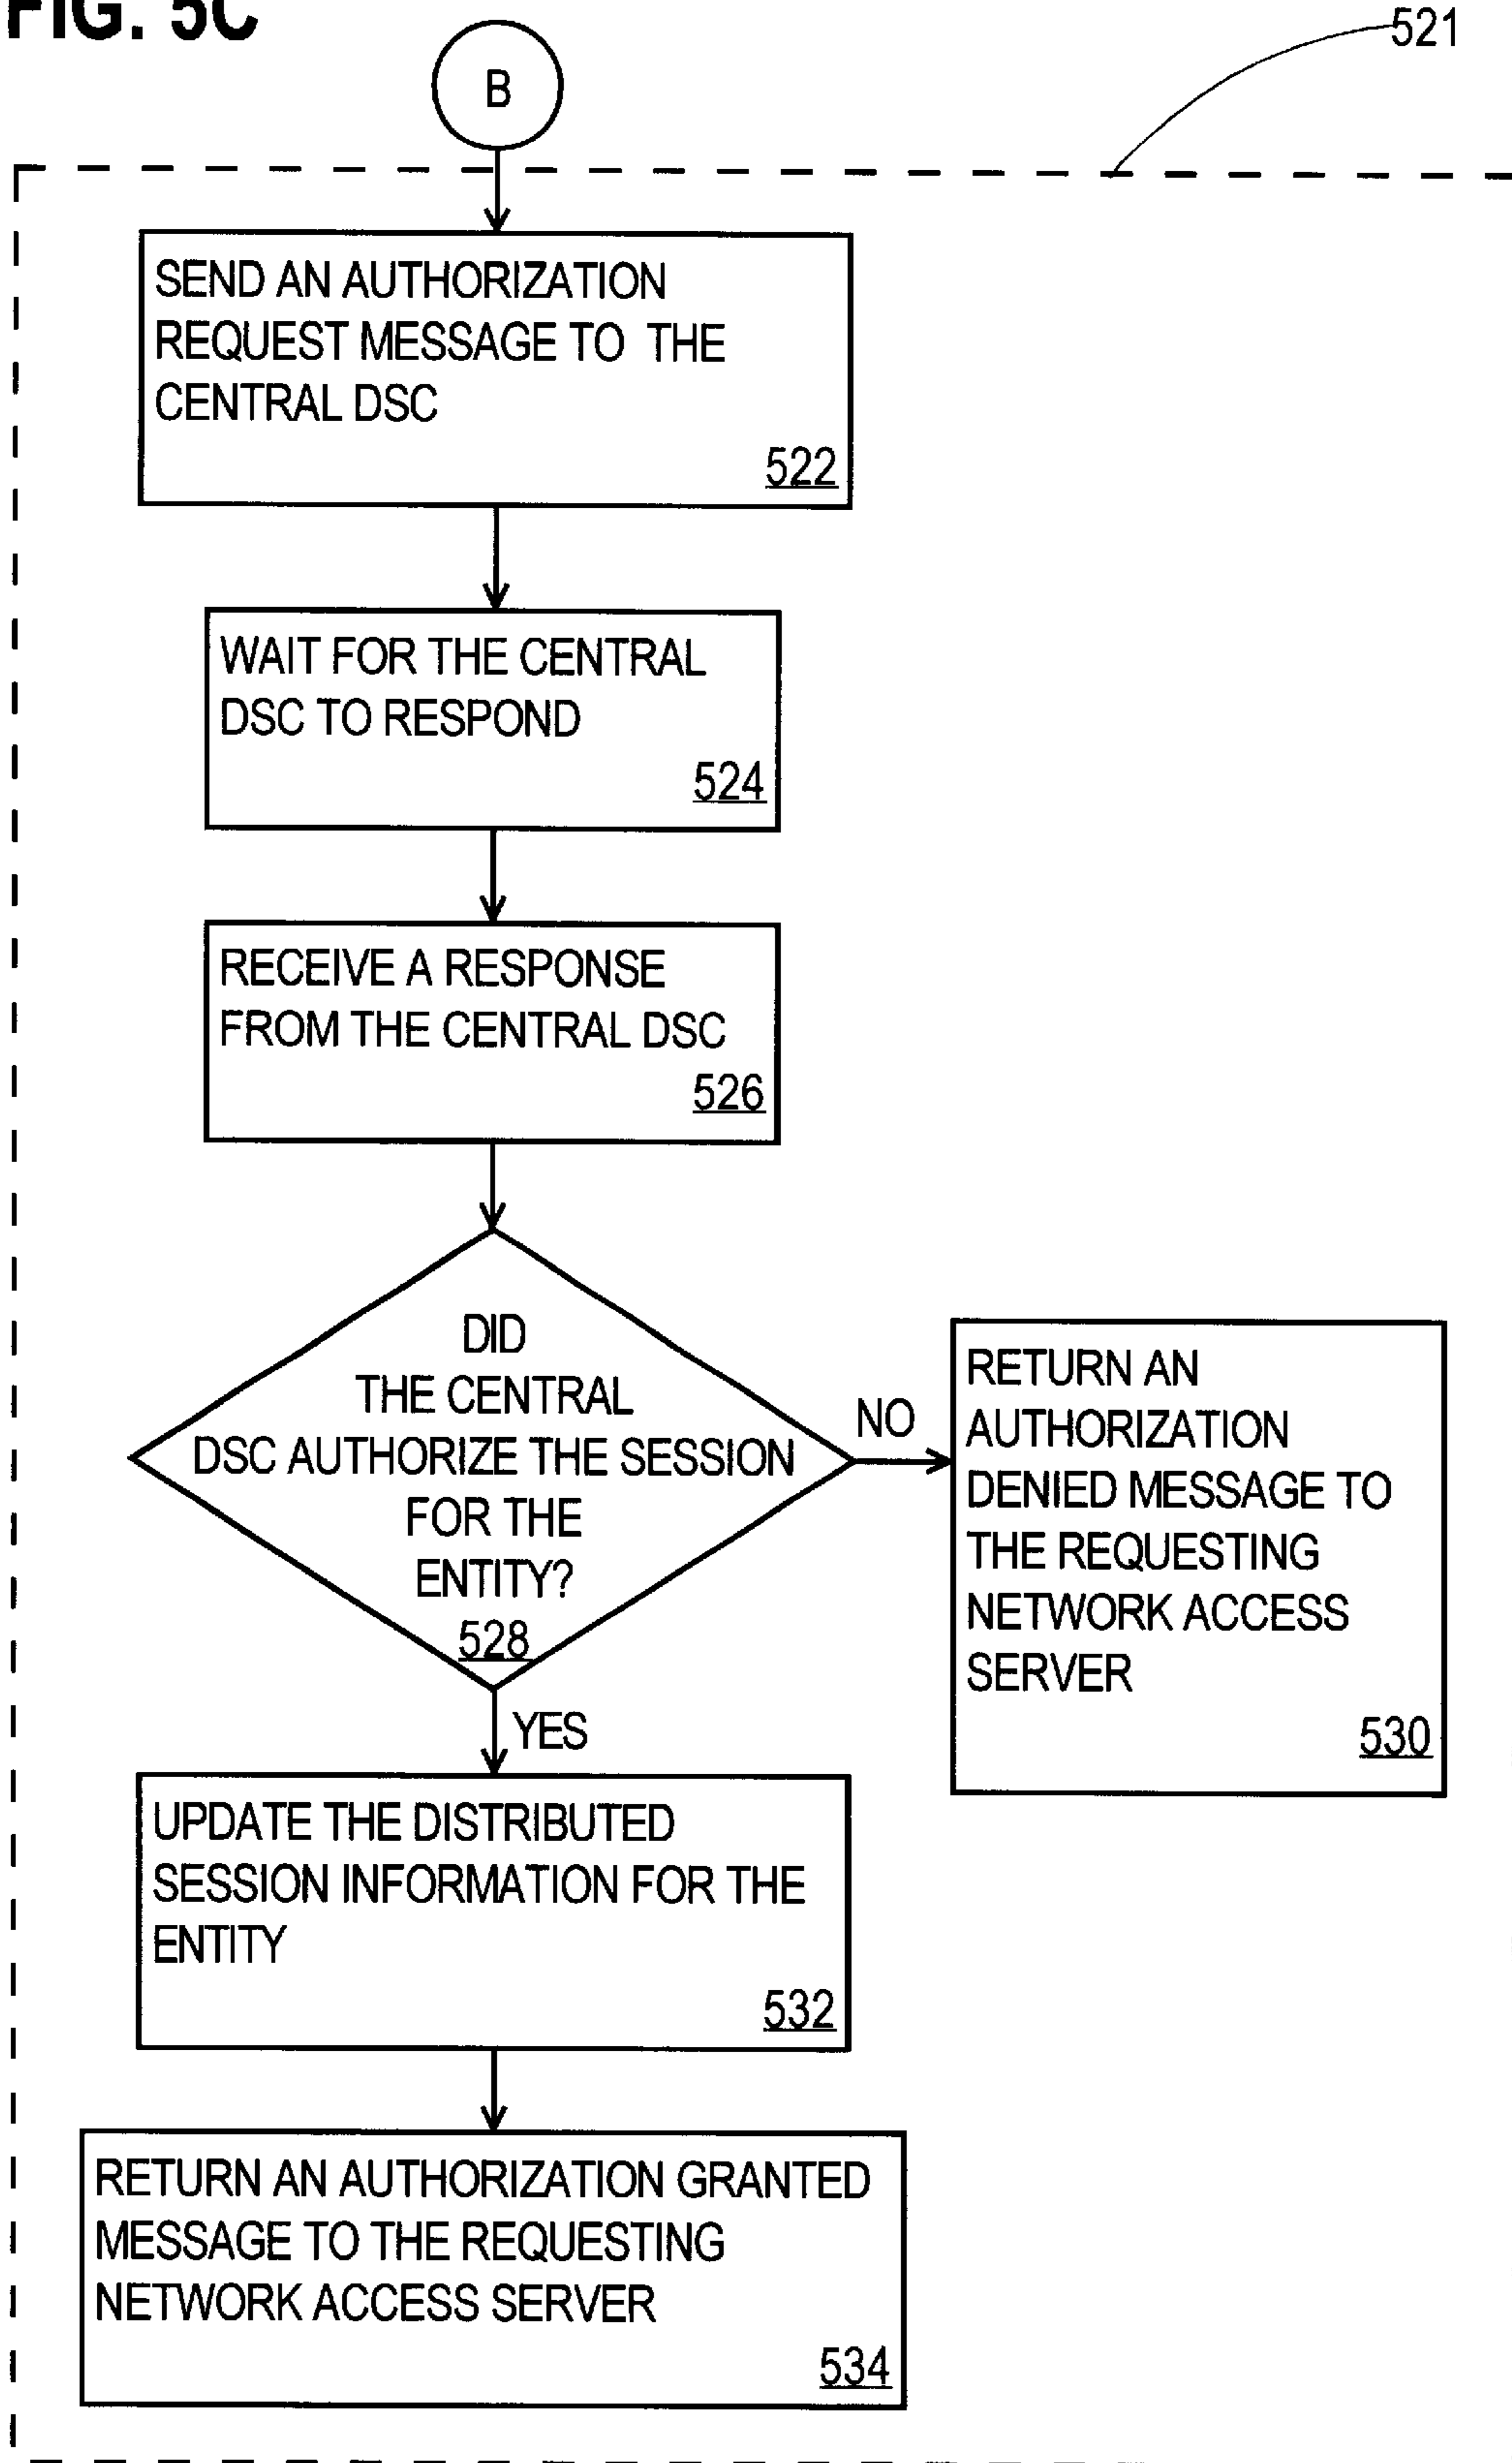 FIG. 5C
521
B
SEND AN AUTHORIZATION
REQUEST MESSAGE TO THE
CENTRAL DSC
522
WAIT FOR THE CENTRAL
DSC TO RESPOND
524
RECEIVE A RESPONSE
FROM THE CENTRAL DSC
526
DID
THE CENTRAL
DSC AUTHORIZE THE SESSION
FOR THE
ENTITY?
528
NO
RETURN AN
AUTHORIZATION
DENIED MESSAGE TO
THE REQUESTING
NETWORK ACCESS
SERVER
530
YES
UPDATE THE DISTRIBUTED
SESSION INFORMATION FOR THE
ENTITY
532
RETURN AN AUTHORIZATION GRANTED
MESSAGE TO THE REQUESTING
NETWORK ACCESS SERVER
534